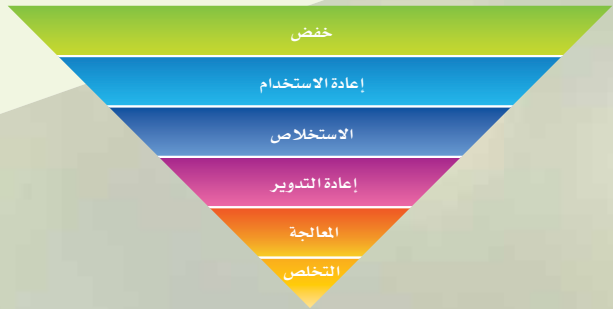 خفض
إعادة الاستخدام
الاستخلاص
إعادة التدوير
المعالجة
التخلص